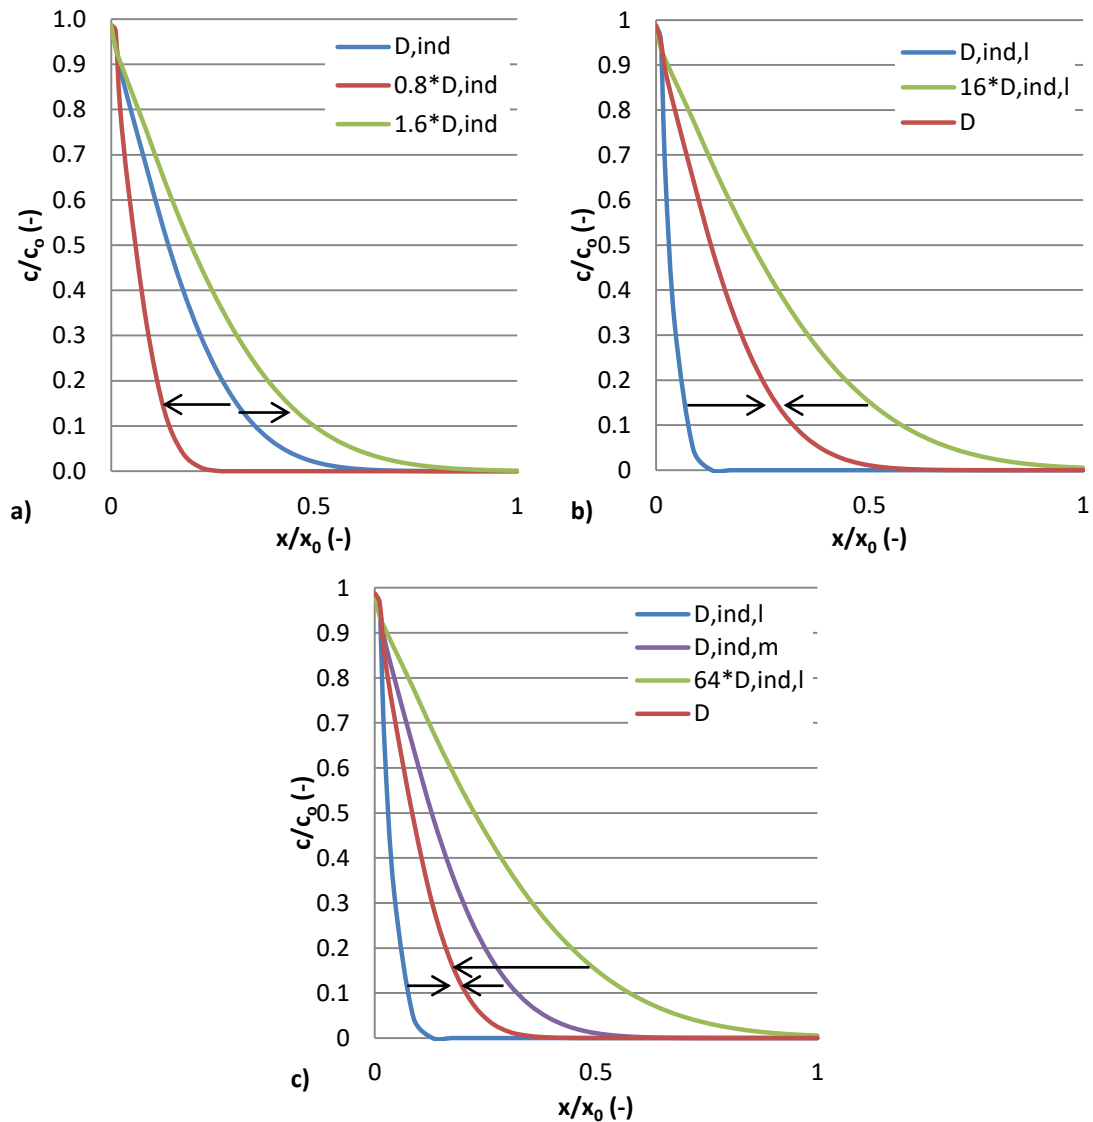 1.0
0.9
0.8
0.7
0.6
0.5
0.4
0.3
0.2
0.1
0.0
c/co (-)
D,ind
0.8*D,ind
1.6*D,ind
0
0.5
1
x/x0 (-)
a)
1
0.9
0.8
0.7
0.6
0.5
0.4
0.3
0.2
0.1
0
c/co (-)
D,ind,l
16*D,ind,l
D
0
0.5
1
x/x0 (-)
b)
1
0.9
0.8
0.7
0.6
0.5
0.4
0.3
0.2
0.1
0
c/co (-)
D,ind,l
D,ind,m
64*D,ind,l
D
0
0.5
1
x/x0 (-)
c)